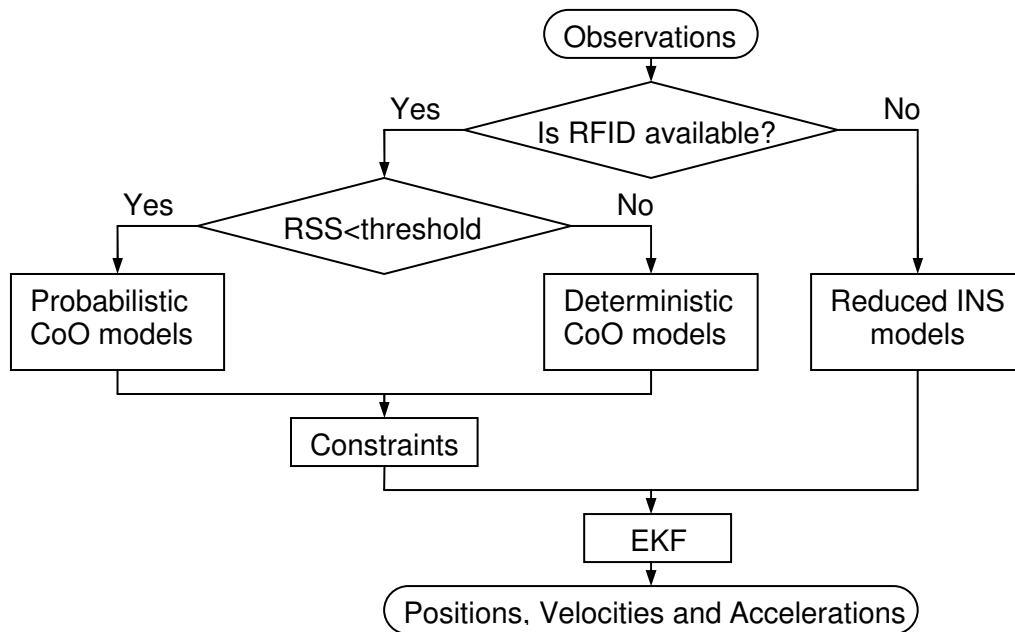 Observations
Yes
No
Is RFID available?
Yes
No
RSS<threshold
Probabilistic
CoO models
Deterministic
CoO models
Reduced INS
models
Constraints
EKF
Positions, Velocities and Accelerations